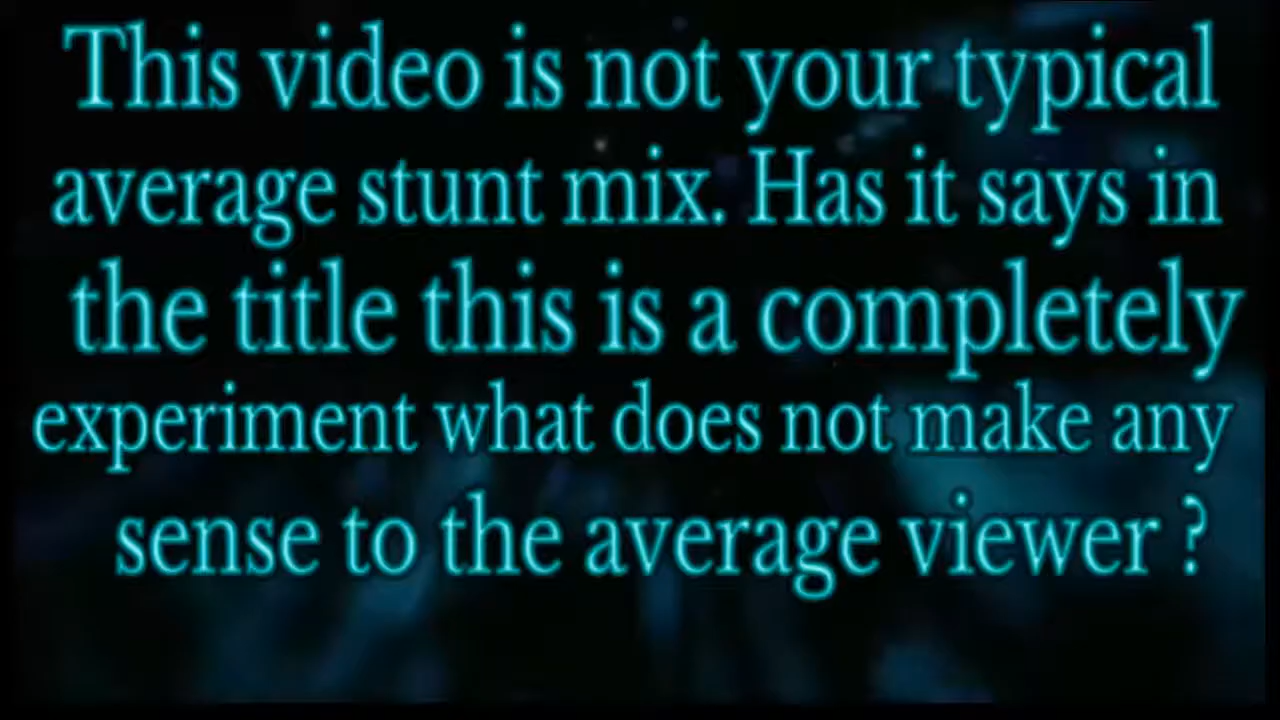 This video is not your typical
average stunt mix. Has it says in
the title this is a completely
experiment what does not make any
sense to the average viewer ?